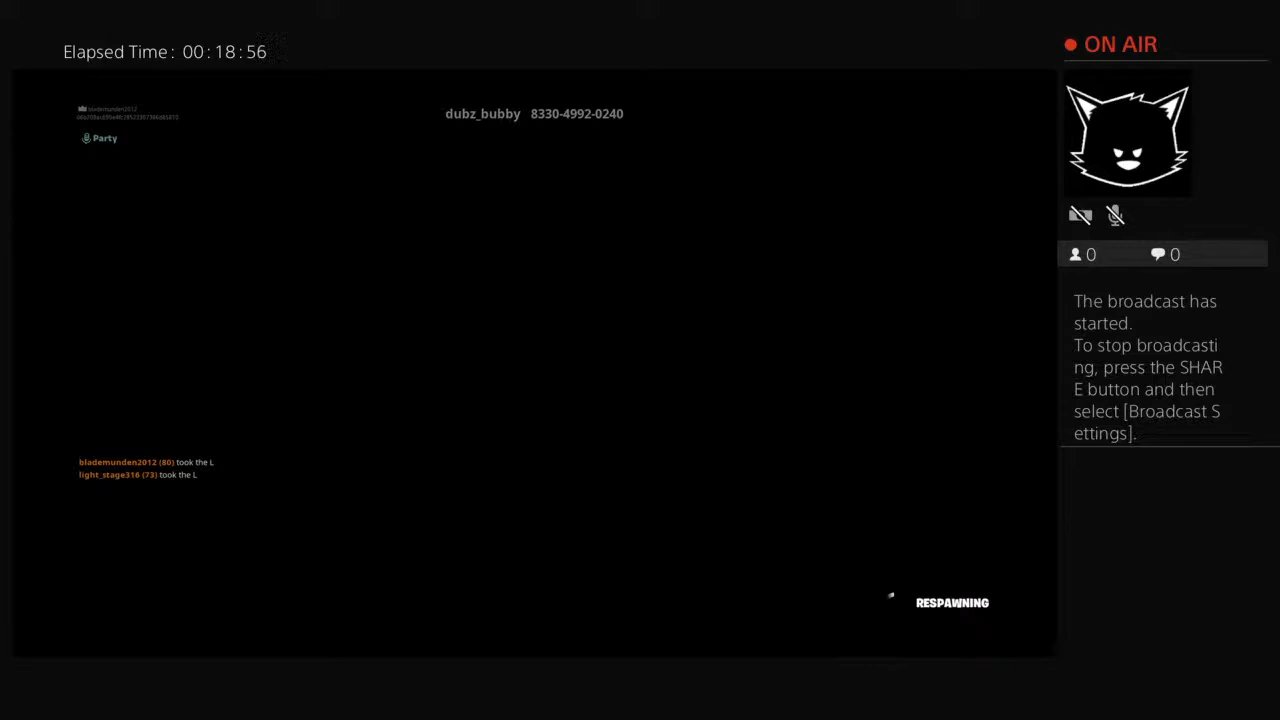 Elapsed Time: 00:18:56
ON AIR
blademunden2012
dubz_bubby 8330-4992-0240
Party
0 0
The broadcast has
started.
To stop broadcasti
ng, press the SHAR
E button and then
select [Broadcast S
ettings].
blademunden2012 (80) took the L
light_stage316 (73) took the L
RESPAWNING